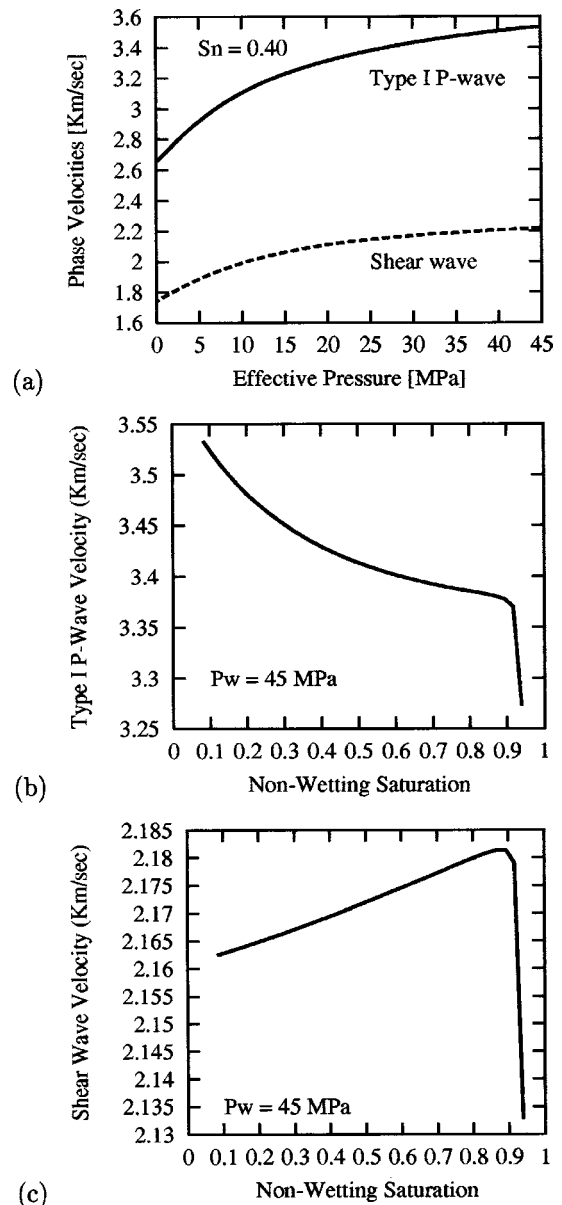 3.6
3.4
3.2
3
2.8
2.6
2.4
2.2
2
1.8
1.6
Phase Velocities [Km/sec]
Sn = 0.40
Type I P-wave
Shear wave
0 5 10 15 20 25 30 35 40 45
Effective Pressure [MPa]
(a)
3.55
3.5
3.45
3.4
3.35
3.3
3.25
Type I P-Wave Velocity (Km/sec)
Pw = 45 MPa
0 0.1 0.2 0.3 0.4 0.5 0.6 0.7 0.8 0.9 1
Non-Wetting Saturation
(b)
2.185
2.18
2.175
2.17
2.165
2.16
2.155
2.15
2.145
2.14
2.135
2.13
Shear Wave Velocity (Km/sec)
Pw = 45 MPa
0 0.1 0.2 0.3 0.4 0.5 0.6 0.7 0.8 0.9 1
Non-Wetting Saturation
(c)